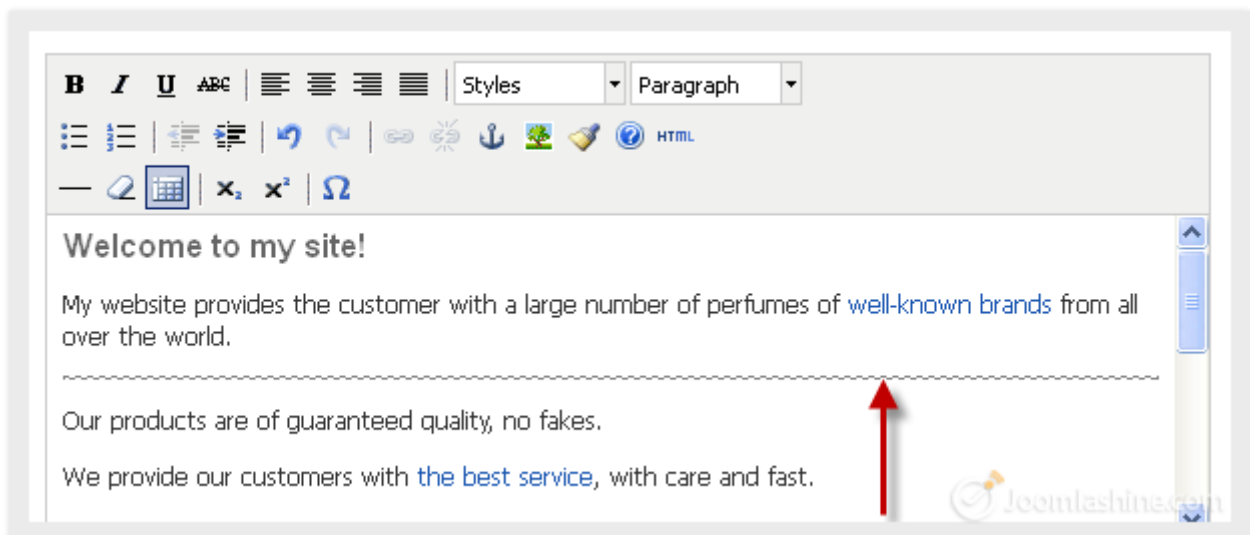 B I U ABC Styles Paragraph
HTML
x₂ x² Ω
Welcome to my site!
My website provides the customer with a large number of perfumes of well-known brands from all
over the world.
Our products are of guaranteed quality, no fakes.
We provide our customers with the best service, with care and fast.
Joomlashine.com